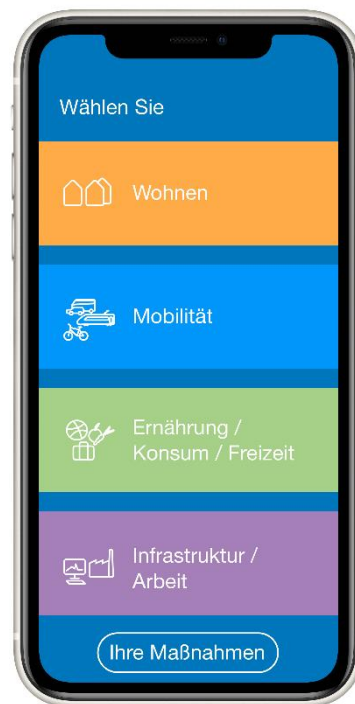 Wählen Sie
Wohnen
Mobilität
Ernährung /
Konsum / Freizeit
Infrastruktur /
Arbeit
Ihre Maßnahmen